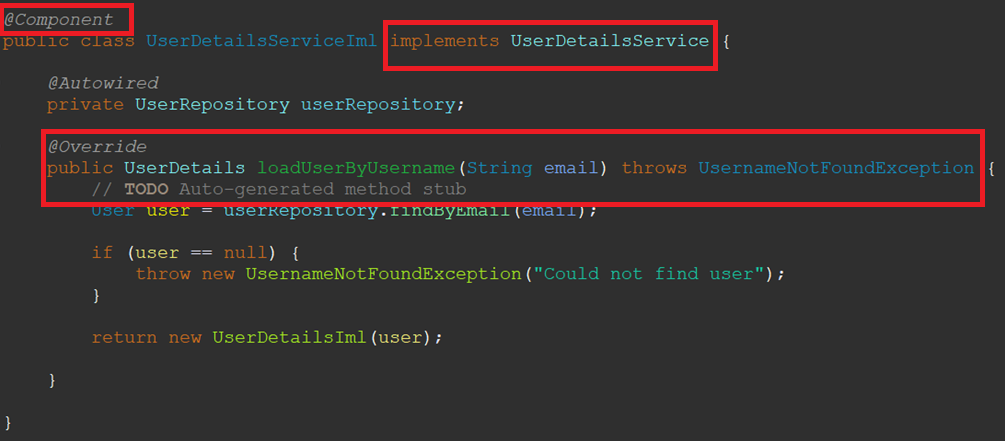 @Component
public class UserDetailsServiceIml implements UserDetailsService {
@Autowired
private UserRepository userRepository;
@Override
public UserDetails loadUserByUsername(String email) throws UsernameNotFoundException {
// TODO Auto-generated method stub
User user = userRepository.findByEmail(email);
if (user == null) {
throw new UsernameNotFoundException("Could not find user");
}
return new UserDetailsIml(user);
}
}